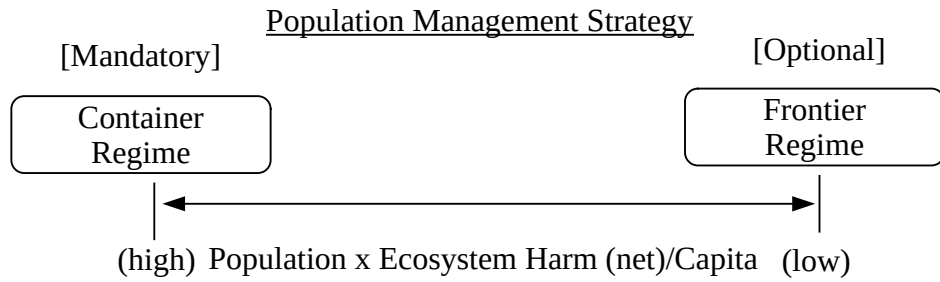 Population Management Strategy
[Mandatory]
[Optional]
Container
Regime
Frontier
Regime
(high) Population x Ecosystem Harm (net)/Capita (low)